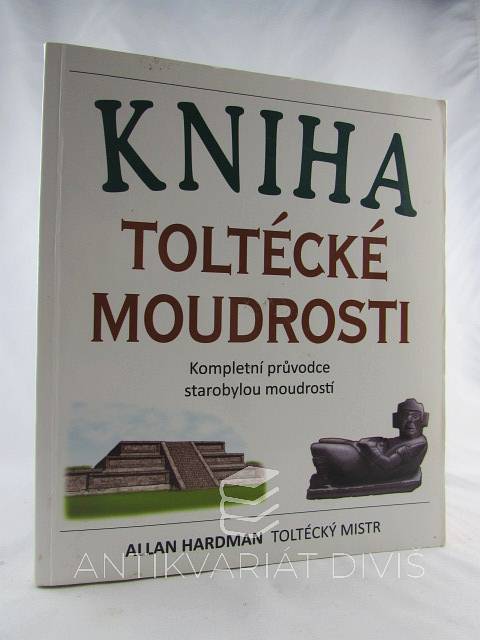 KNIHA
TOLTÉCKÉ
MOUDROSTI
Kompletní průvodce
starobylou moudrostí
ALLAN HARDMAN TOLTÉCKÝ MISTR
ANTIKVARIÁT DIVIŠ